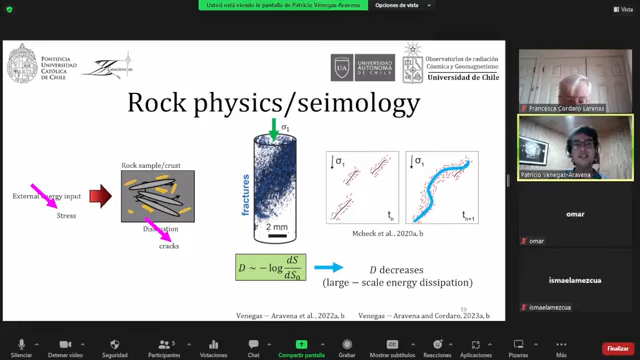 Usted está viendo la pantalla de Patricio Venegas-Aravena
Opciones de vista
Vista
PONTIFICIA
UNIVERSIDAD
CATÓLICA
DE CHILE
UA
UNIVERSIDAD
AUTÓNOMA
DE CHILE
Observatorios de radiación
Cósmica y Geomagnetismo
Universidad de Chile
Rock physics/seimology
σ1
Rock sample/crust
External energy input
Stress
Dissipation
cracks
fractures
2 mm
σ1
tn
σ1
tn+1
Mcbeck et al., 2020a, b
D ~ −log dS/dS0
D decreases
(large − scale energy dissipation)
19
Venegas − Aravena et al., 2022a, b
Venegas − Aravena and Cordaro, 2023a, b
Francesca Cordaro Lárenas
Patricio Venegas-Aravena
omar
omar
ismaelamezcua
ismaelamezcua
Silenciar
Detener video
Seguridad
Participantes
5
Votaciones
Chat
Compartir pantalla
Grabar
Mostrar subtítulos
Reacciones
Aplicaciones
Pizarras
Más
Finalizar